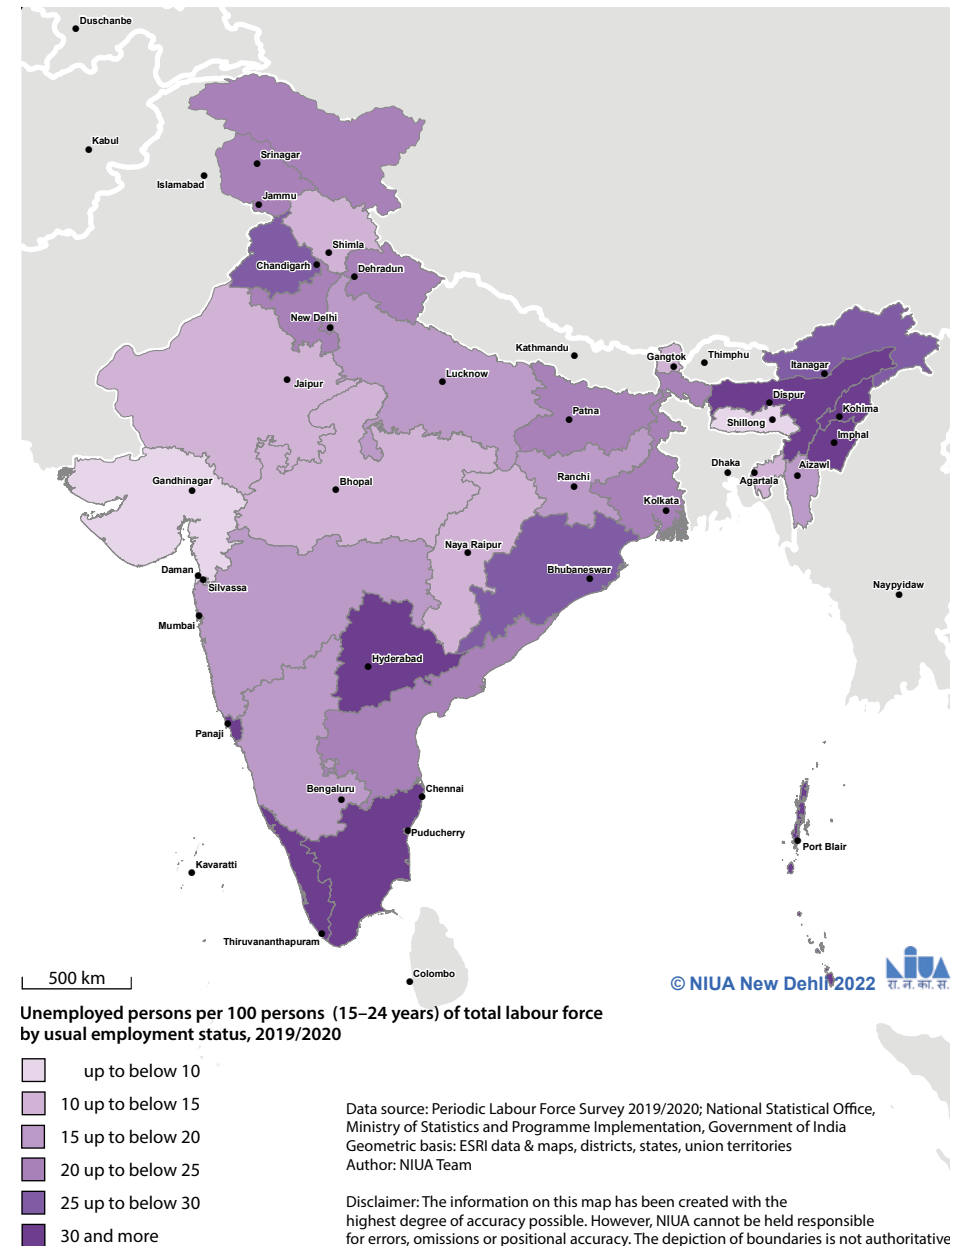 Duschanbe
Kabul
Srinagar
Islamabad
Jammu
Shimla
Chandigarh
Dehradun
New Delhi
Kathmandu
Gangtok
Thimphu
Itanagar
Jaipur
Lucknow
Dispur
Patna
Kohima
Shillong
Imphal
Dhaka
Aizawl
Gandhinagar
Bhopal
Ranchi
Agartala
Kolkata
Naya Raipur
Daman
Silvassa
Bhubaneswar
Naypyidaw
Mumbai
Hyderabad
Panaji
Bengaluru
Chennai
Puducherry
Port Blair
Kavaratti
Thiruvananthapuram
Colombo
500 km
© NIUA New Dehli 2022
NIUA
रा. न. का. सं.
Unemployed persons per 100 persons (15–24 years) of total labour force
by usual employment status, 2019/2020
up to below 10
10 up to below 15
15 up to below 20
20 up to below 25
25 up to below 30
30 and more
Data source: Periodic Labour Force Survey 2019/2020; National Statistical Office,
Ministry of Statistics and Programme Implementation, Government of India
Geometric basis: ESRI data & maps, districts, states, union territories
Author: NIUA Team
Disclaimer: The information on this map has been created with the
highest degree of accuracy possible. However, NIUA cannot be held responsible
for errors, omissions or positional accuracy. The depiction of boundaries is not authoritative